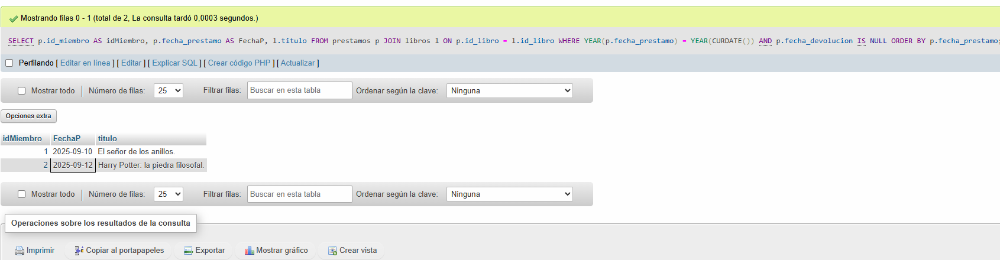 Mostrando filas 0 - 1 (total de 2, La consulta tardó 0,0003 segundos.)
SELECT p.id_miembro AS idMiembro, p.fecha_prestamo AS FechaP, l.titulo FROM prestamos p JOIN libros l ON p.id_libro = l.id_libro WHERE YEAR(p.fecha_prestamo) = YEAR(CURDATE()) AND p.fecha_devolucion IS NULL ORDER BY p.fecha_prestamo;
Perfilando [ Editar en línea ] [ Editar ] [ Explicar SQL ] [ Crear código PHP ] [ Actualizar ]
Mostrar todo | Número de filas: 25 Filtrar filas: Buscar en esta tabla Ordenar según la clave: Ninguna
Opciones extra
idMiembro FechaP titulo
1 2025-09-10 El señor de los anillos.
2 2025-09-12 Harry Potter: la piedra filosofal.
Mostrar todo | Número de filas: 25 Filtrar filas: Buscar en esta tabla Ordenar según la clave: Ninguna
Operaciones sobre los resultados de la consulta
Imprimir Copiar al portapapeles Exportar Mostrar gráfico Crear vista